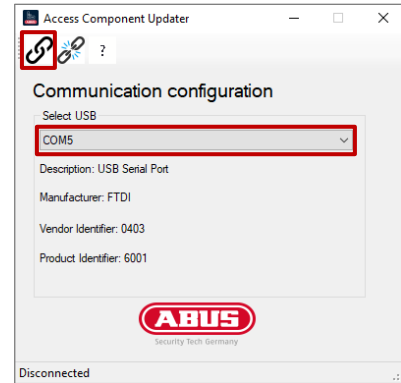 Access Component Updater
?
Communication configuration
Select USB
COM5
Description: USB Serial Port
Manufacturer: FTDI
Vendor Identifier: 0403
Product Identifier: 6001
ABUS
Security Tech Germany
Disconnected